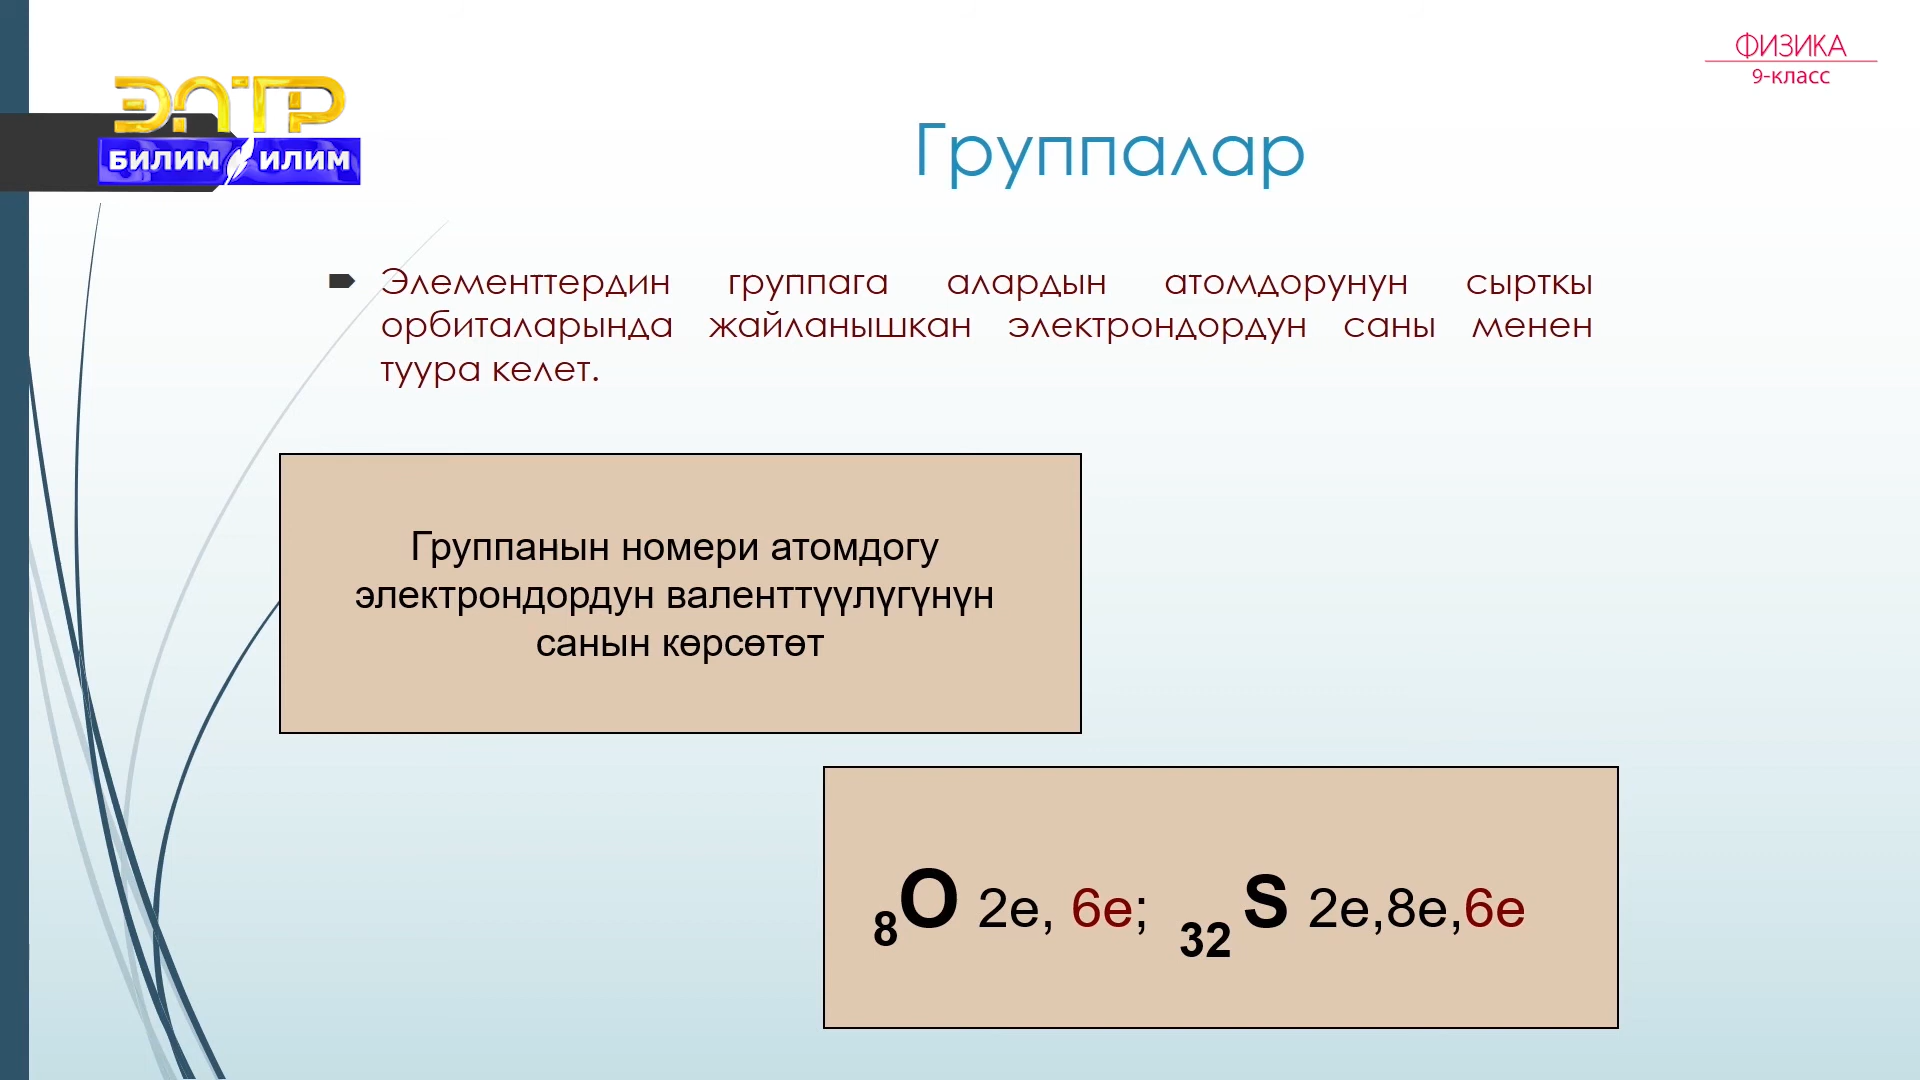 ФИЗИКА
9-класс
ЭЛТР
БИЛИМ ИЛИМ
Группалар
Элементтердин группага алардын атомдорунун сырткы
орбиталарында жайланышкан электрондордун саны менен
туура келет.
Группанын номери атомдогу
электрондордун валенттүүлүгүнүн
санын көрсөтөт
8O 2e, 6e; 32 S 2e,8e,6e